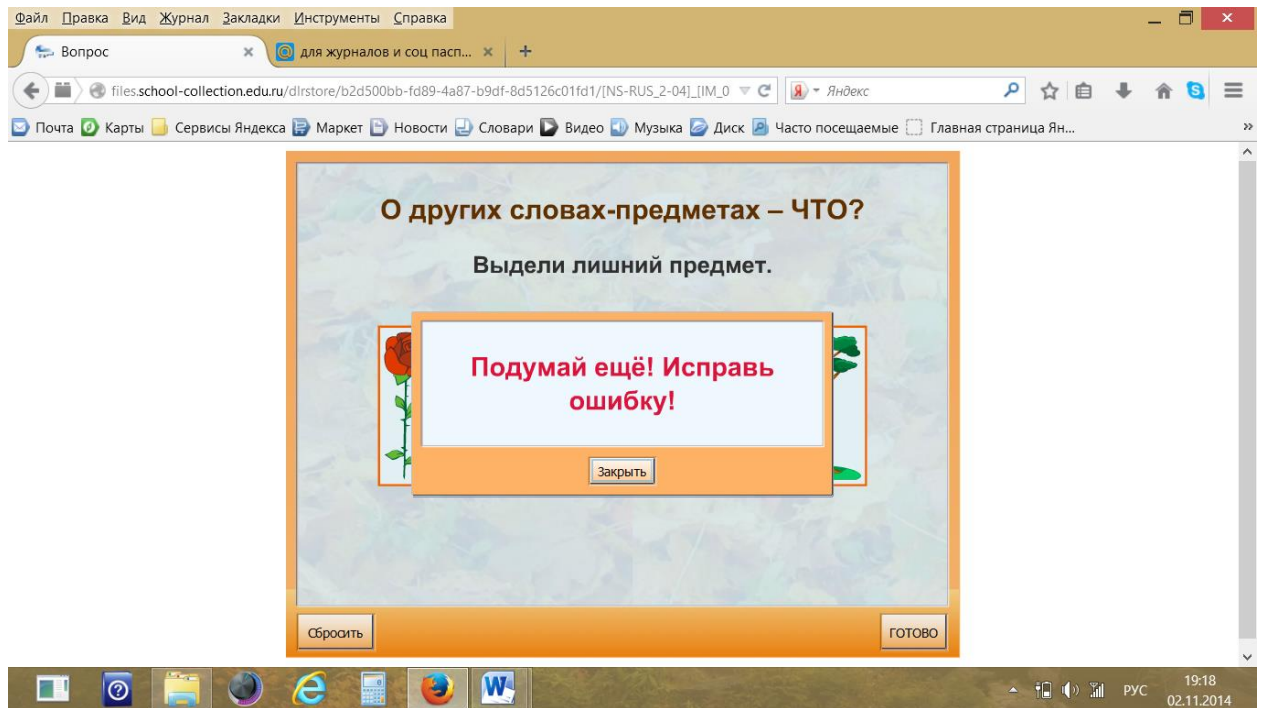 Файл Правка Вид Журнал Закладки Инструменты Справка
Вопрос
для журналов и соц пасп...
files.school-collection.edu.ru/dlrstore/b2d500bb-fd89-4a87-b9df-8d5126c01fd1/[NS-RUS_2-04]_[IM_0
Яндекс
Почта Карты Сервисы Яндекса Маркет Новости Словари Видео Музыка Диск Часто посещаемые Главная страница Ян...
О других словах-предметах – ЧТО?
Выдели лишний предмет.
Подумай ещё! Исправь
ошибку!
Закрыть
Сбросить
ГОТОВО
РУС
19:18
02.11.2014